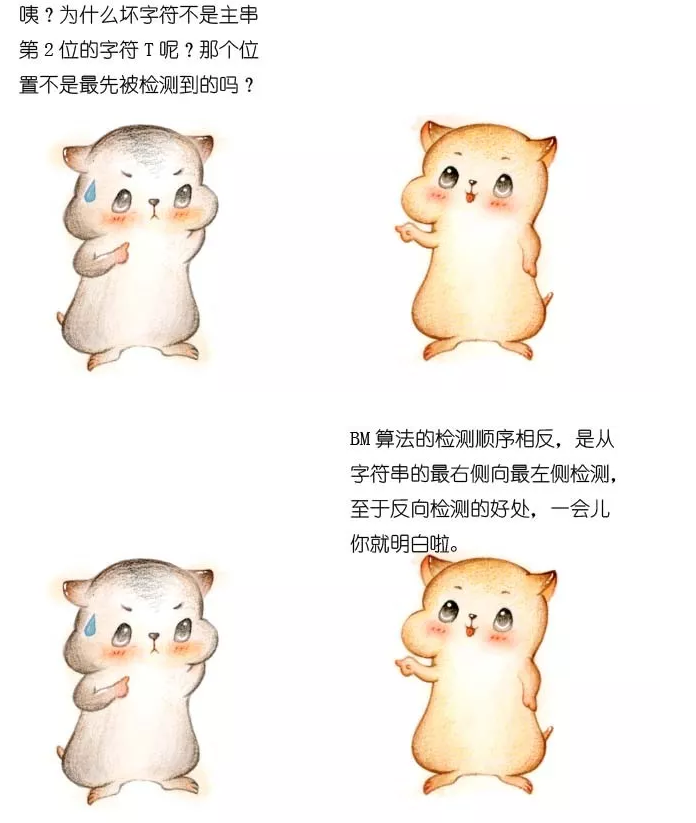 咦？为什么坏字符不是主串
第 2 位的字符 T 呢？那个位
置不是最先被检测到的吗？
BM 算法的检测顺序相反，是从
字符串的最右侧向最左侧检测，
至于反向检测的好处，一会儿
你就明白啦。